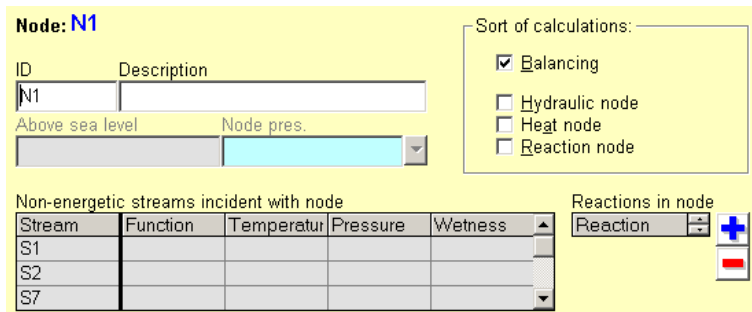 Node: N1
Sort of calculations:
Balancing
ID Description
N1
Hydraulic node
Above sea level Node pres.
Heat node
Reaction node
Non-energetic streams incident with node
Reactions in node
Stream Function Temperatur Pressure Wetness
Reaction
S1
S2
S7